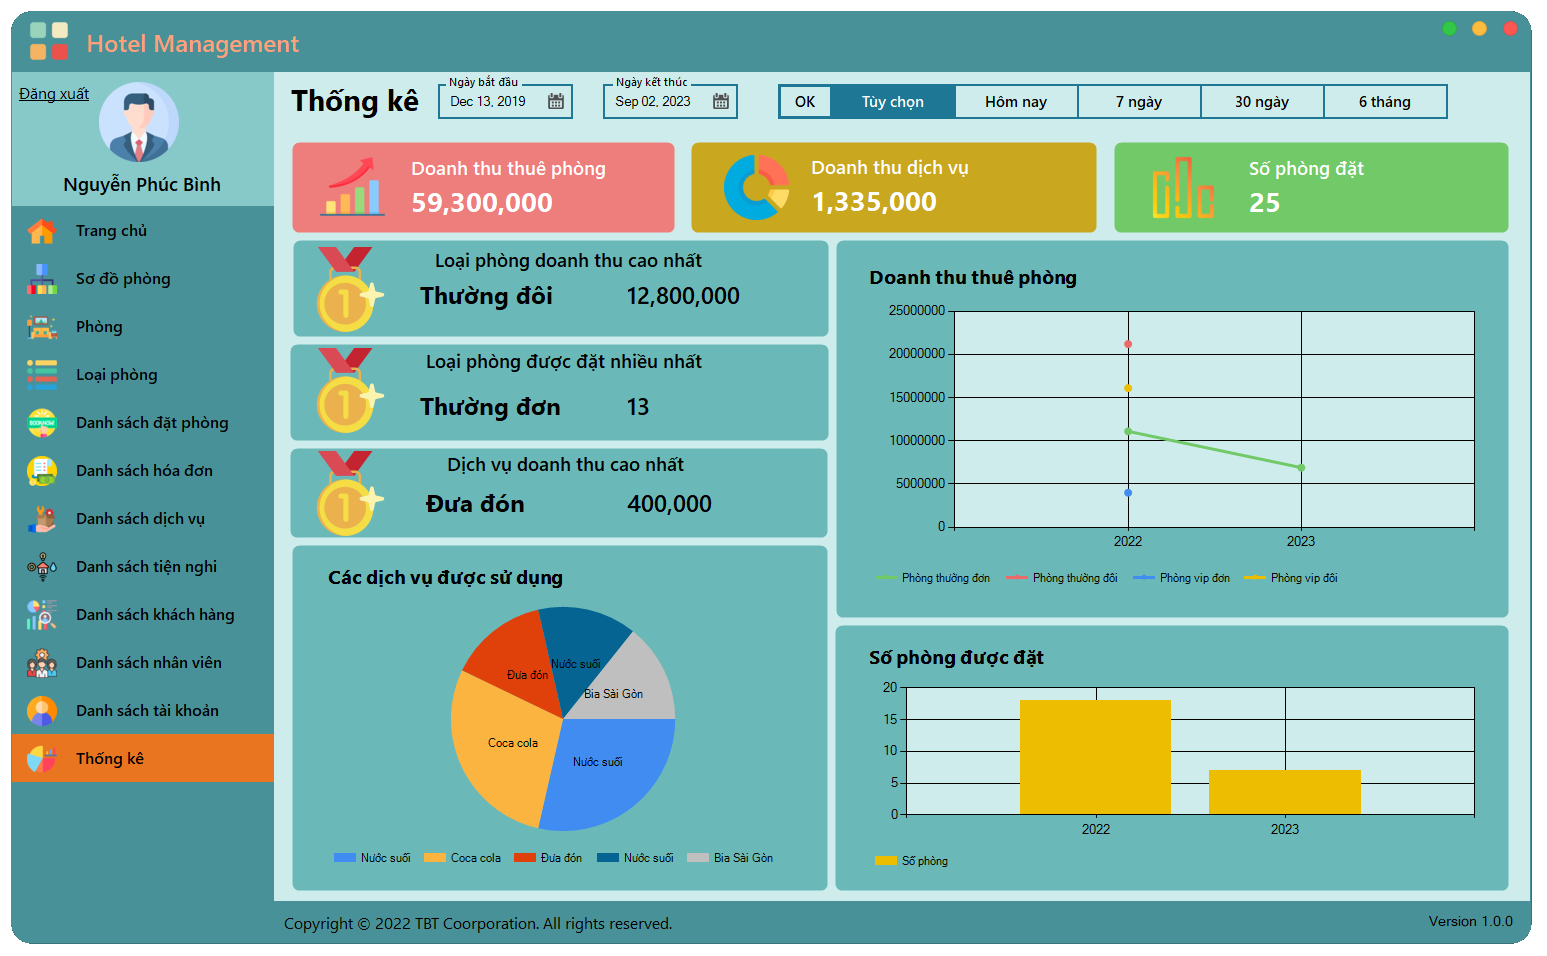 Hotel Management
Đăng xuất
Nguyễn Phúc Bình
Trang chủ
Sơ đồ phòng
Phòng
Loại phòng
Danh sách đặt phòng
Danh sách hóa đơn
Danh sách dịch vụ
Danh sách tiện nghi
Danh sách khách hàng
Danh sách nhân viên
Danh sách tài khoản
Thống kê
Thống kê
Ngày bắt đầu
Dec 13, 2019
Ngày kết thúc
Sep 02, 2023
OK Tùy chọn Hôm nay 7 ngày 30 ngày 6 tháng
Doanh thu thuê phòng
59,300,000
Doanh thu dịch vụ
1,335,000
Số phòng đặt
25
Loại phòng doanh thu cao nhất
Thường đôi 12,800,000
Loại phòng được đặt nhiều nhất
Thường đơn 13
Dịch vụ doanh thu cao nhất
Đưa đón 400,000
Các dịch vụ được sử dụng
Nước suối
Đưa đón
Bia Sài Gòn
Coca cola
Nước suối
Nước suối Coca cola Đưa đón Nước suối Bia Sài Gòn
Doanh thu thuê phòng
25000000
20000000
15000000
10000000
5000000
0
2022 2023
Phòng thường đơn Phòng thường đôi Phòng vip đơn Phòng vip đôi
Số phòng được đặt
20
15
10
5
0
2022 2023
Số phòng
Copyright © 2022 TBT Coorporation. All rights reserved.
Version 1.0.0